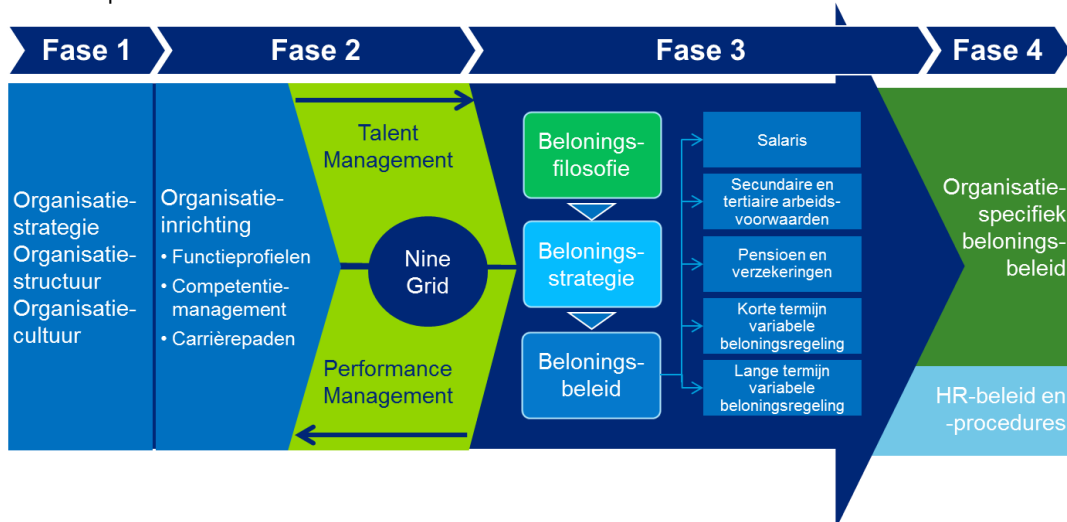 Fase 1
Fase 2
Fase 3
Fase 4
Organisatie-
strategie
Organisatie-
structuur
Organisatie-
cultuur
Organisatie-
inrichting
• Functieprofielen
• Competentie-
management
• Carrièrepaden
Talent
Management
Nine
Grid
Performance
Management
Belonings-
filosofie
Belonings-
strategie
Belonings-
beleid
Salaris
Secundaire en
tertiaire arbeids-
voorwaarden
Pensioen en
verzekeringen
Korte termijn
variabele
beloningsregeling
Lange termijn
variabele
beloningsregeling
Organisatie-
specifiek
belonings-
beleid
HR-beleid en
-procedures